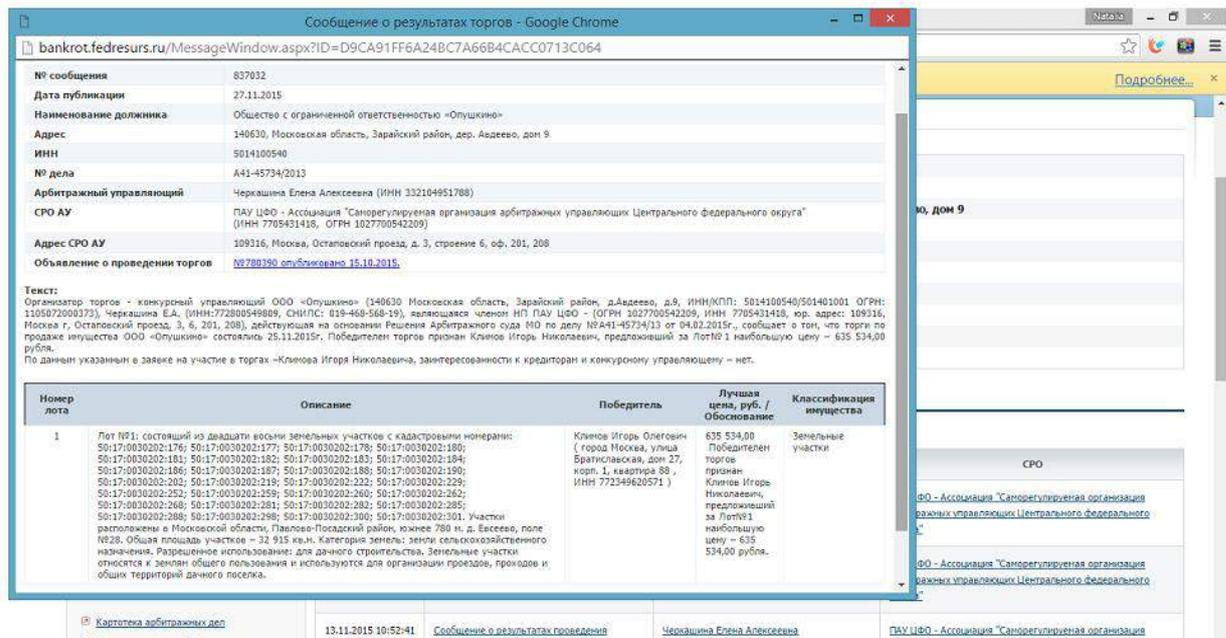 Сообщение о результатах торгов - Google Chrome
Natalia
bankrot.fedresurs.ru/MessageWindow.aspx?ID=D9CA91FF6A24BC7A66B4CACC0713C064
Подробнее...
№ сообщения 837032
Дата публикации 27.11.2015
Наименование должника Общество с ограниченной ответственностью «Опушкино»
Адрес 140630, Московская область, Зарайский район, дер. Авдеево, дом 9
ИНН 5014100540
№ дела А41-45734/2013
Арбитражный управляющий Черкашина Елена Алексеевна (ИНН 332104951788)
СРО АУ ПАУ ЦФО - Ассоциация "Саморегулируемая организация арбитражных управляющих Центрального федерального округа"
(ИНН 7705431418, ОГРН 1027700542209)
Адрес СРО АУ 109316, Москва, Остаповский проезд, д. 3, строение 6, оф. 201, 208
Объявление о проведении торгов №780390 опубликовано 15.10.2015.
Текст:
Организатор торгов - конкурсный управляющий ООО «Опушкино» (140630 Московская область, Зарайский район, д.Авдеево, д.9, ИНН/КПП: 5014100540/501401001 ОГРН:
1105072000373), Черкашина Е.А. (ИНН:772800549809, СНИЛС: 019-468-568-19), являющаяся членом НП ПАУ ЦФО - (ОГРН 1027700542209, ИНН 7705431418, юр. адрес: 109316,
Москва г, Остаповский проезд, 3, 6, 201, 208), действующая на основании Решения Арбитражного суда МО по делу №А41-45734/13 от 04.02.2015г., сообщает о том, что торги по
продаже имущества ООО «Опушкино» состоялись 25.11.2015г. Победителем торгов признан Климов Игорь Николаевич, предложивший за Лот№1 наибольшую цену – 635 534,00
рубля.
По данным указанным в заявке на участие в торгах –Климова Игоря Николаевича, заинтересованности к кредиторам и конкурсному управляющему – нет.
Номер лота
Описание
Победитель
Лучшая цена, руб. / Обоснование
Классификация имущества
1
Лот №1: состоящий из двадцати восьми земельных участков с кадастровыми номерами:
50:17:0030202:176; 50:17:0030202:177; 50:17:0030202:178; 50:17:0030202:180;
50:17:0030202:181; 50:17:0030202:182; 50:17:0030202:183; 50:17:0030202:184;
50:17:0030202:186; 50:17:0030202:187; 50:17:0030202:188; 50:17:0030202:190;
50:17:0030202:202; 50:17:0030202:219; 50:17:0030202:222; 50:17:0030202:229;
50:17:0030202:252; 50:17:0030202:259; 50:17:0030202:260; 50:17:0030202:262;
50:17:0030202:268; 50:17:0030202:281; 50:17:0030202:282; 50:17:0030202:285;
50:17:0030202:288; 50:17:0030202:298; 50:17:0030202:300; 50:17:0030202:301. Участки
расположены в Московской области, Павлово-Посадский район, южнее 780 м. д. Евсеево, поле
№28. Общая площадь участков – 32 915 кв.м. Категория земель: земли сельскохозяйственного
назначения. Разрешенное использование: для дачного строительства. Земельные участки
относятся к землям общего пользования и используются для организации проездов, проходов и
общих территорий дачного поселка.
Климов Игорь Олегович
( город Москва, улица
Братиславская, дом 27,
корп. 1, квартира 88 ,
ИНН 772349620571 )
635 534,00
Победителем
торгов
признан
Климов Игорь
Николаевич,
предложивший
за Лот№1
наибольшую
цену – 635
534,00 рубля.
Земельные
участки
во, дом 9
СРО
ФО - Ассоциация "Саморегулируемая организация
ражных управляющих Центрального федерального
а"
ФО - Ассоциация "Саморегулируемая организация
ражных управляющих Центрального федерального
а"
Картотека арбитражных дел
13.11.2015 10:52:41 Сообщение о результатах проведения Черкашина Елена Алексеевна ПАУ ЦФО - Ассоциация "Саморегулируемая организация